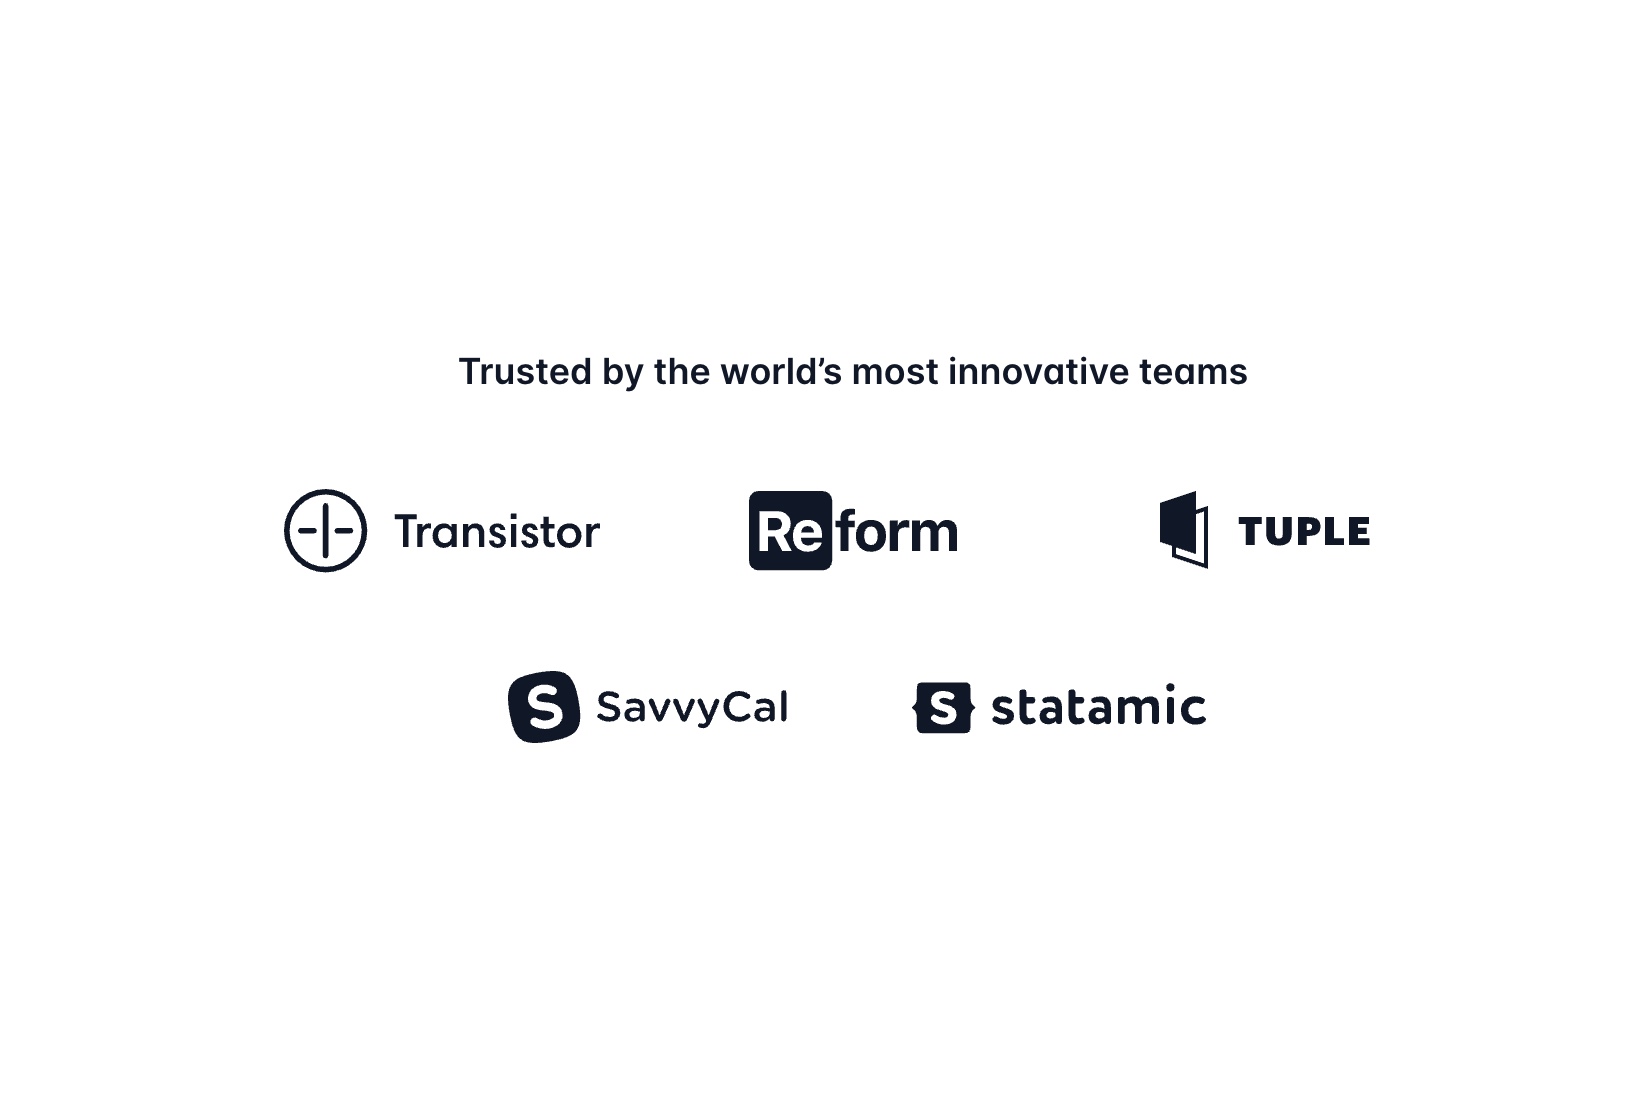 Trusted by the world’s most innovative teams
Transistor
Reform
TUPLE
S SavvyCal
S statamic